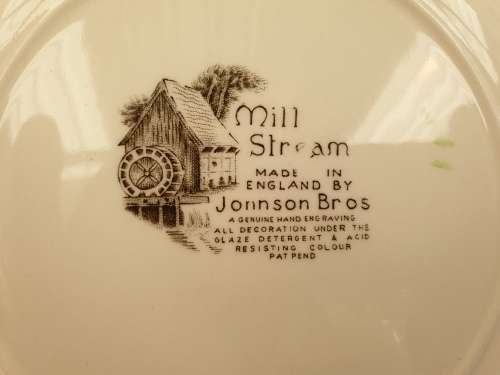 Mill
Stream
MADE IN
ENGLAND BY
Johnson Bros
A GENUINE HAND ENGRAVING
ALL DECORATION UNDER THE
GLAZE DETERGENT & ACID
RESISTING COLOUR
PAT PEND